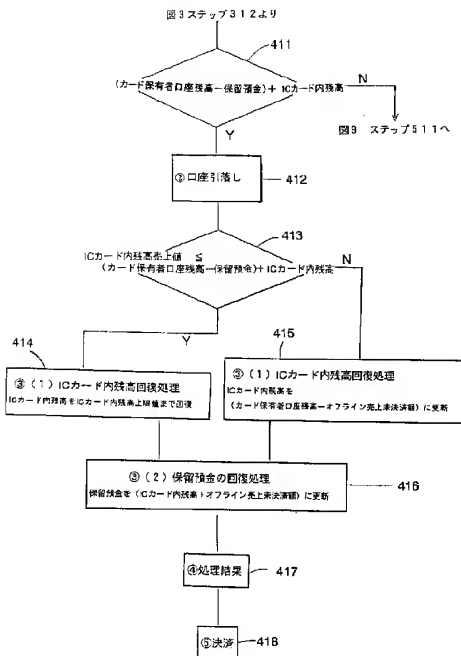 図3ステップ312より
411
(カード保有者口座残高ー保留預金)+ICカード内残高
N
図9 ステップ511へ
Y
②口座引落し
412
413
ICカード内残高売上値 ≦
(カード保有者口座残高ー保留預金)+ICカード内残高
N
Y
414
415
③(1)ICカード内残高回復処理
ICカード内残高をICカード内残高上限値まで回復
③(1)ICカード内残高回復処理
ICカード内残高を
(カード保有者口座残高ーオフライン売上未決済額)に更新
③(2)保留預金の回復処理
保留預金を(ICカード内残高+オフライン売上未決済額)に更新
416
④処理結果
417
⑤決済
418